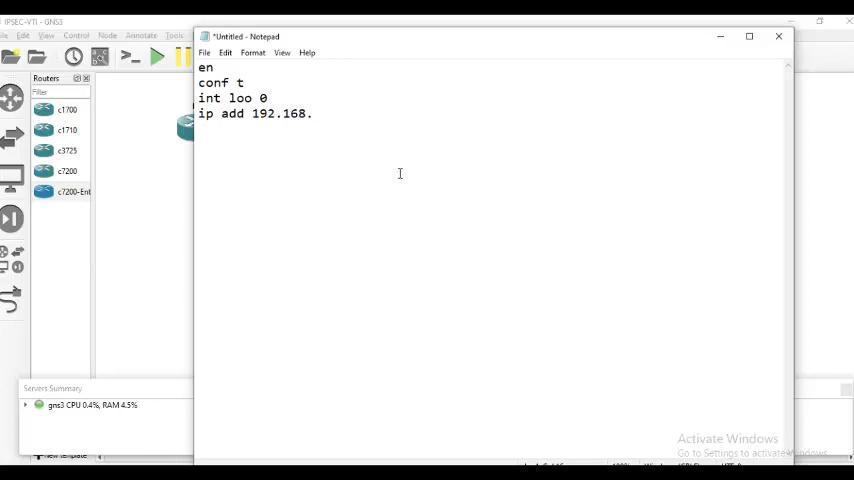 IPSEC-VTI - GNS3
Edit View Control Node Annotate Tools
Routers
Filter
c1700
c1710
c3725
c7200
c7200-Ent
*Untitled - Notepad
File Edit Format View Help
en
conf t
int loo 0
ip add 192.168.
Servers Summary
gns3 CPU 0.4%, RAM 4.5%
New template
Activate Windows
Go to Settings to activate Windows.